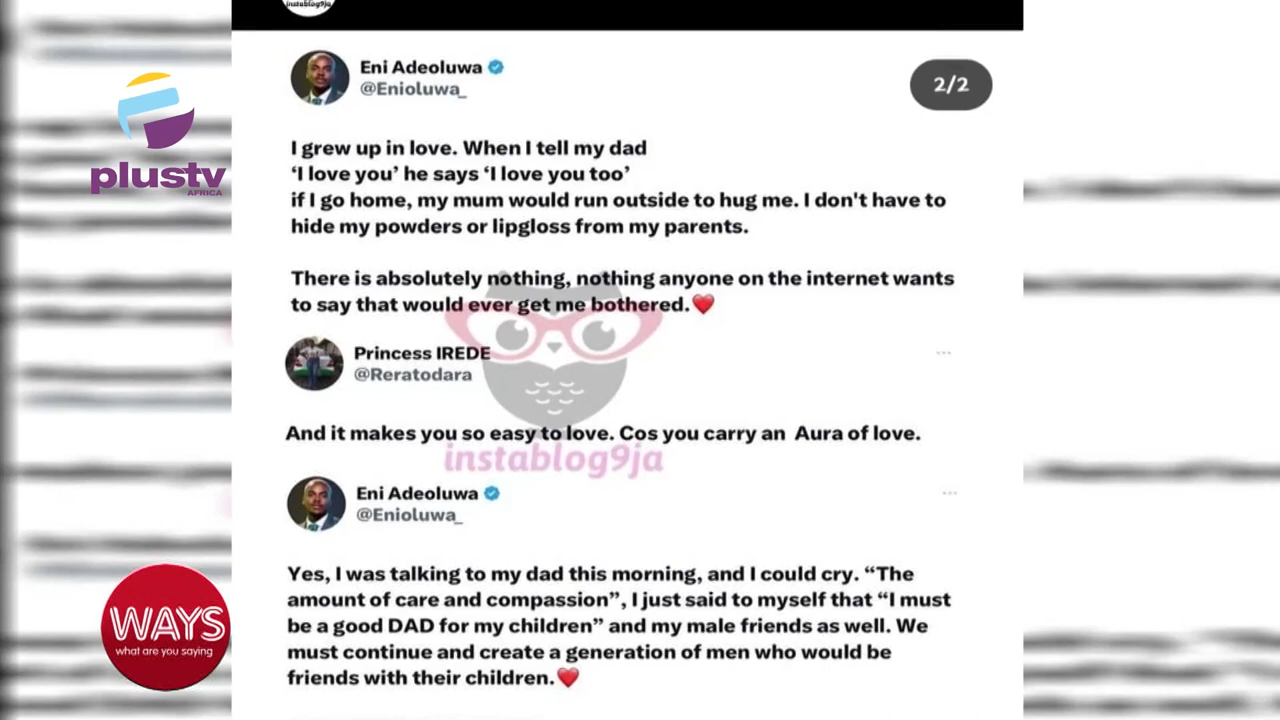 instablog9ja
Eni Adeoluwa
@Enioluwa_
2/2
I grew up in love. When I tell my dad
‘I love you’ he says ‘I love you too’
if I go home, my mum would run outside to hug me. I don't have to
hide my powders or lipgloss from my parents.
There is absolutely nothing, nothing anyone on the internet wants
to say that would ever get me bothered.❤️
Princess IREDE
@Reratodara
And it makes you so easy to love. Cos you carry an Aura of love.
instablog9ja
Eni Adeoluwa
@Enioluwa_
Yes, I was talking to my dad this morning, and I could cry. “The
amount of care and compassion”, I just said to myself that “I must
be a good DAD for my children” and my male friends as well. We
must continue and create a generation of men who would be
friends with their children.❤️
plustv
AFRICA
WAYS
what are you saying